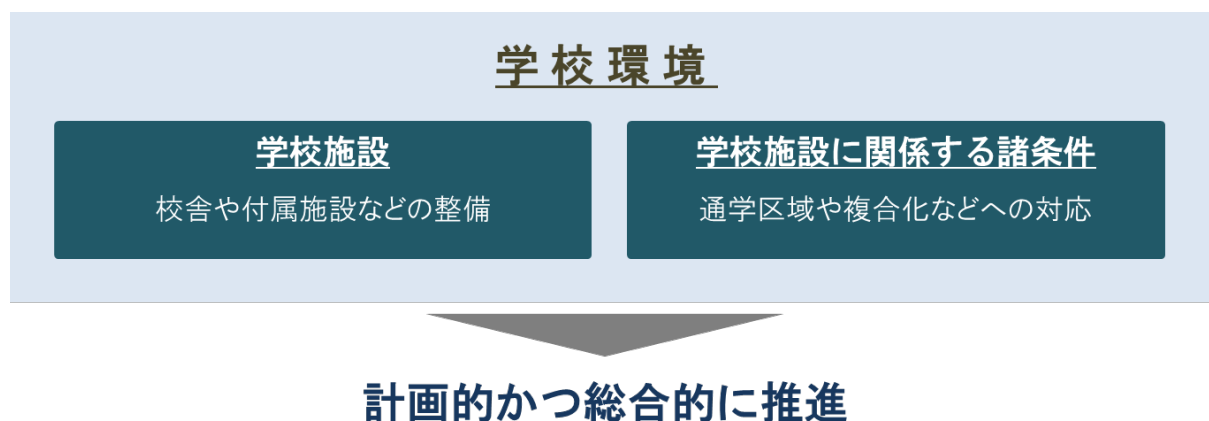 学校環境
学校施設
校舎や付属施設などの整備
学校施設に関係する諸条件
通学区域や複合化などへの対応
計画的かつ総合的に推進